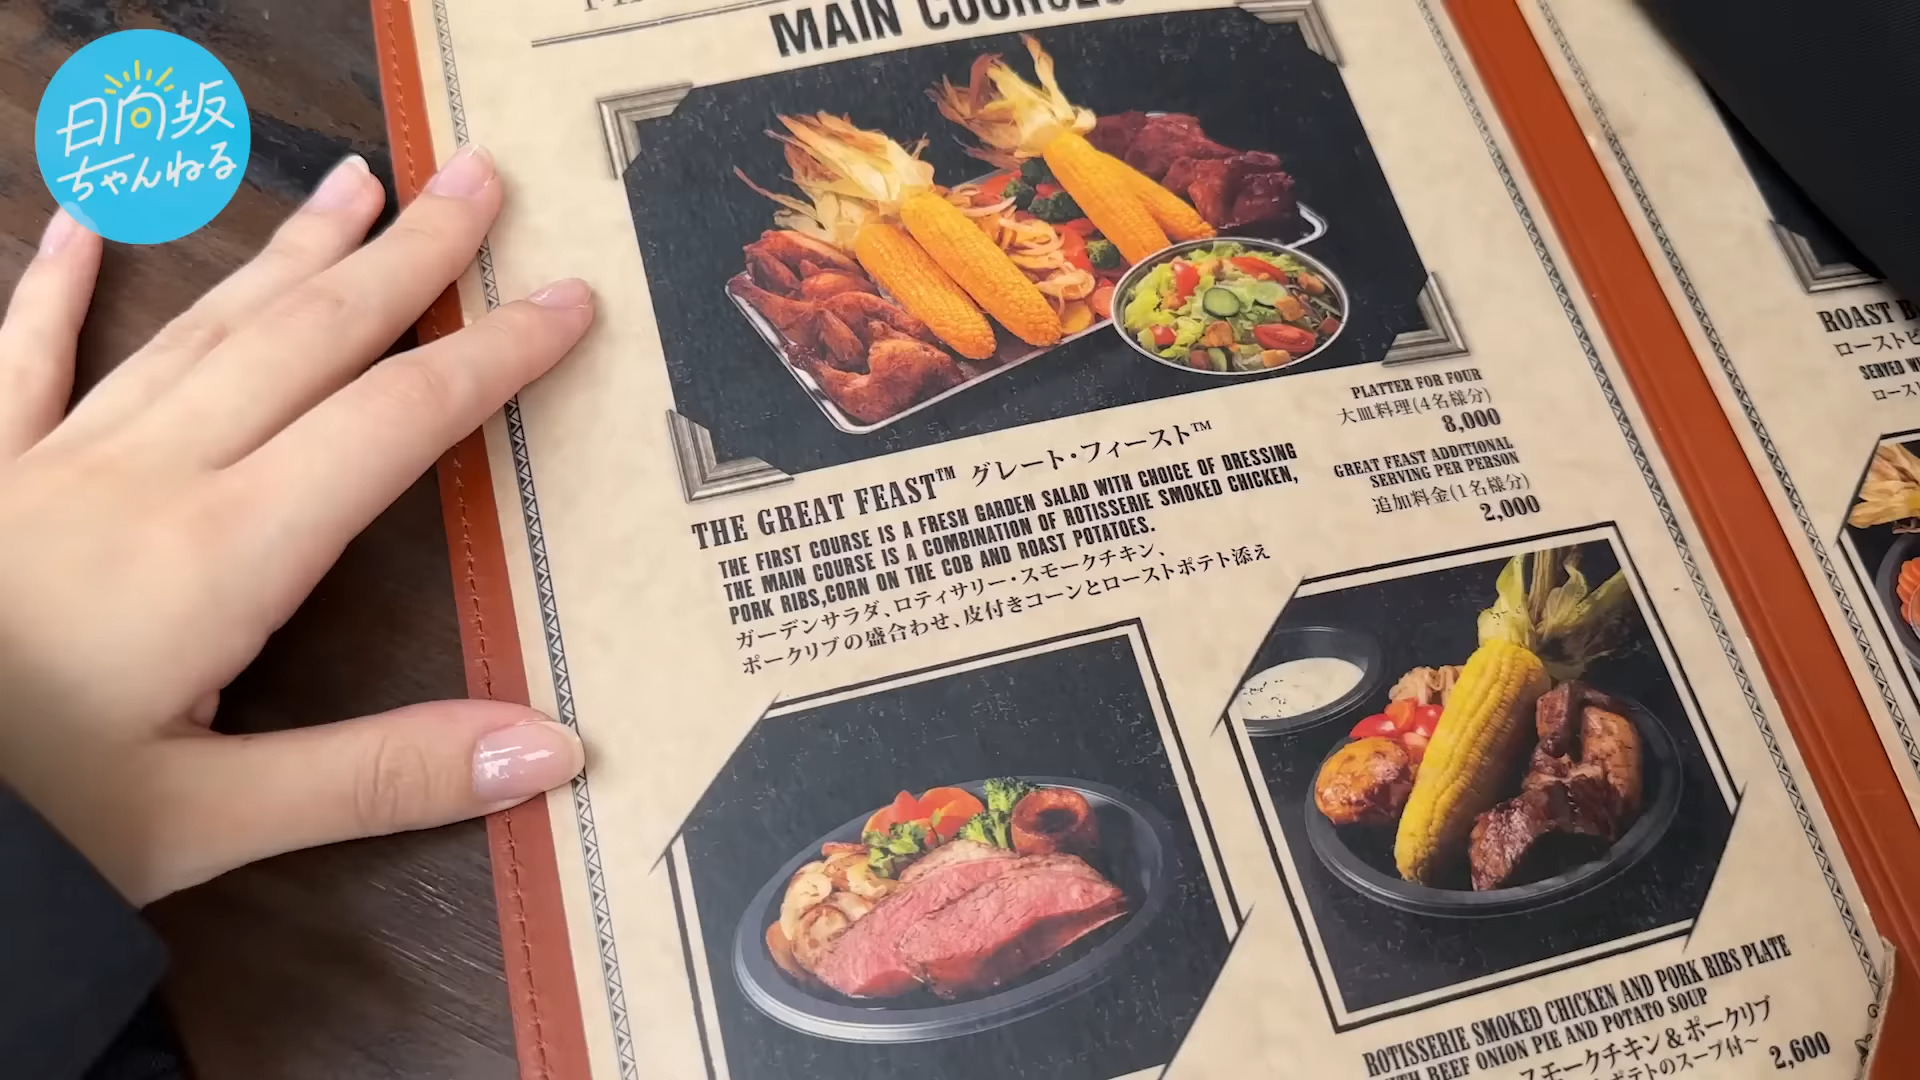 日向坂
ちゃんねる
MAIN COURSES
PLATTER FOR FOUR
大皿料理(4名様分)
8,000
GREAT FEAST ADDITIONAL
SERVING PER PERSON
追加料金(1名様分)
2,000
THE GREAT FEAST™ グレート・フィースト™
THE FIRST COURSE IS A FRESH GARDEN SALAD WITH CHOICE OF DRESSING
THE MAIN COURSE IS A COMBINATION OF ROTISSERIE SMOKED CHICKEN,
PORK RIBS,CORN ON THE COB AND ROAST POTATOES.
ガーデンサラダ、ロティサリー・スモークチキン、
ポークリブの盛合わせ、皮付きコーンとローストポテト添え
ROTISSERIE SMOKED CHICKEN AND PORK RIBS PLATE
BEEF ONION PIE AND POTATO SOUP
スモークチキン&ポークリブ
ポテトのスープ付〜
2,600
ROAST
ロースト
SERVED